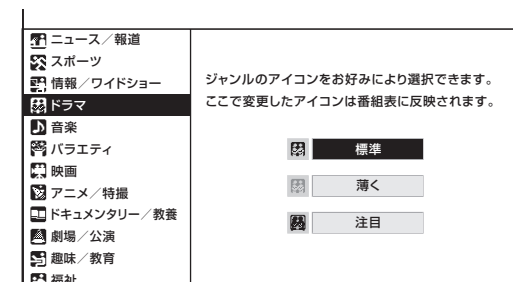 ニュース／報道
スポーツ
情報／ワイドショー
ドラマ
音楽
バラエティ
映画
アニメ／特撮
ドキュメンタリー／教養
劇場／公演
趣味／教育
福祉
ジャンルのアイコンをお好みにより選択できます。
ここで変更したアイコンは番組表に反映されます。
標準
薄く
注目